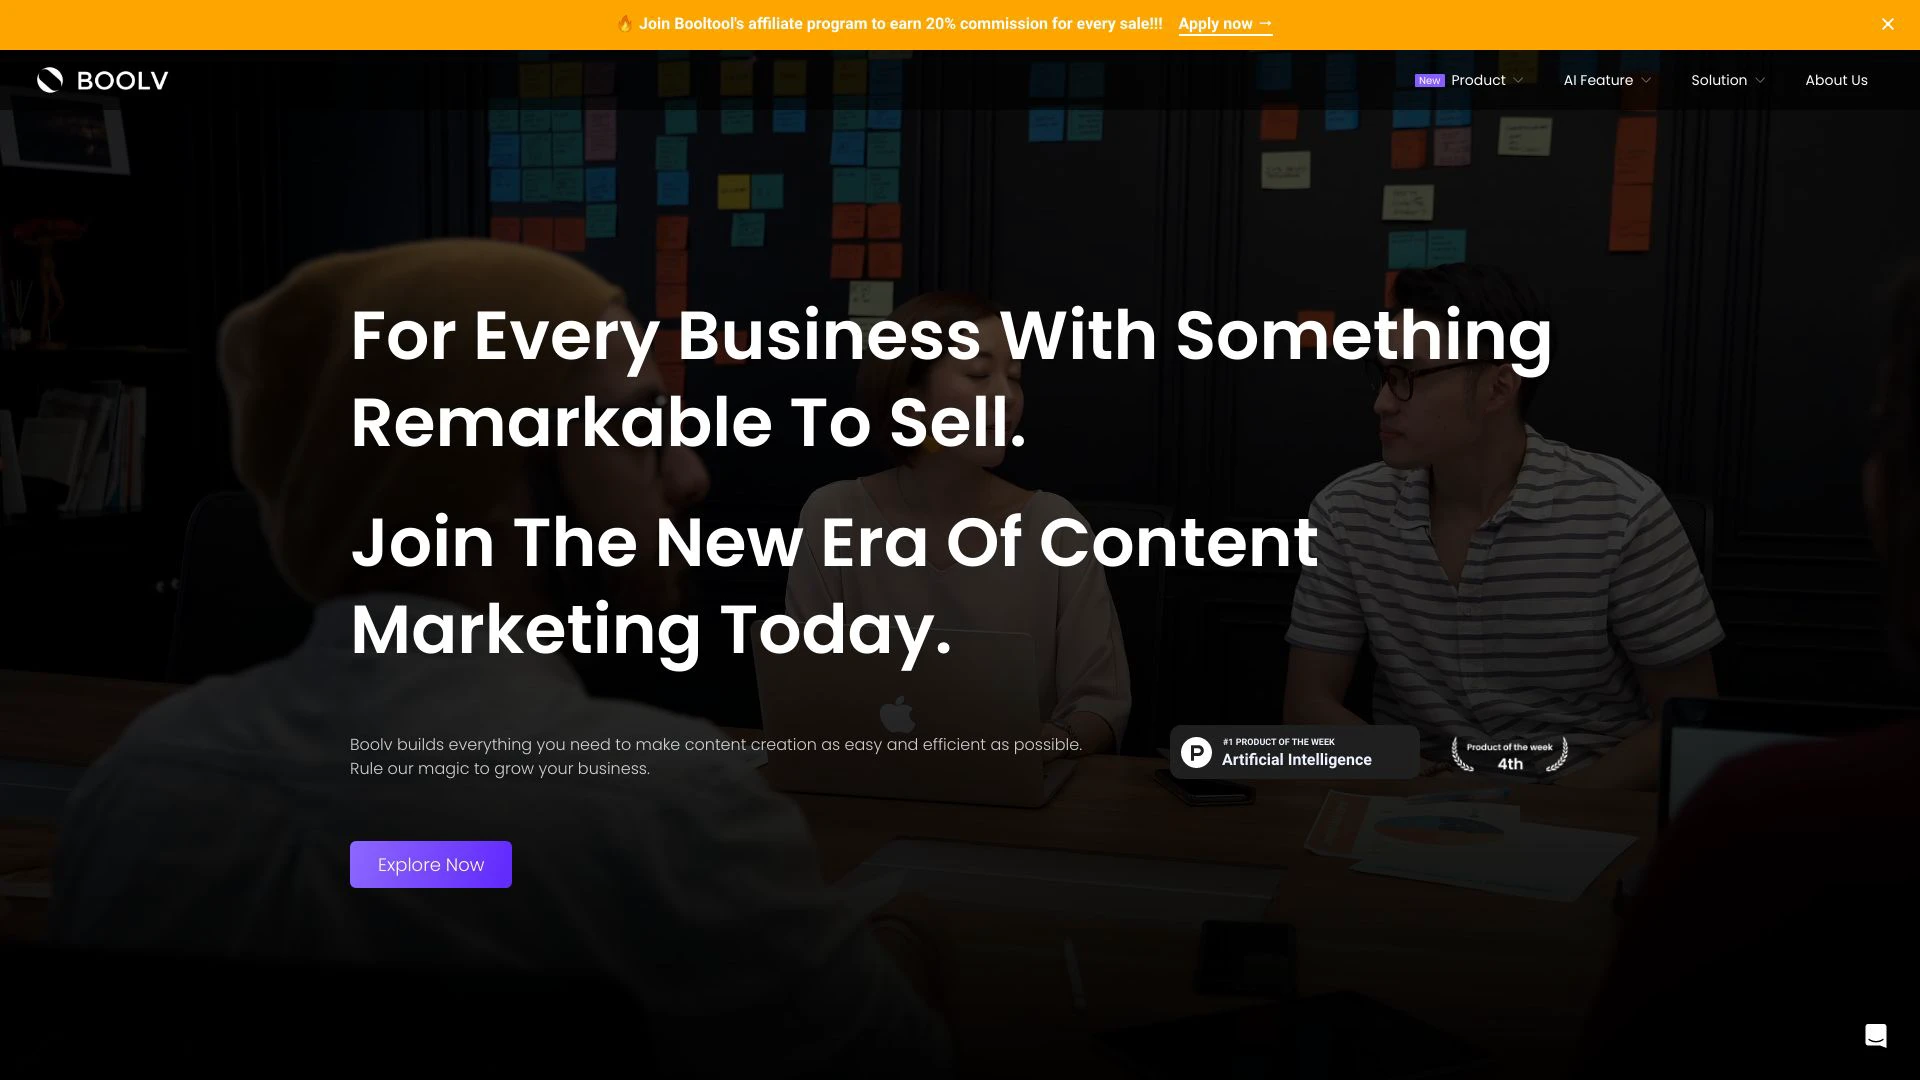 🔥 Join Booltool's affiliate program to earn 20% commission for every sale!!! Apply now →
BOOLV
New Product
AI Feature
Solution
About Us
For Every Business With Something
Remarkable To Sell.
Join The New Era Of Content
Marketing Today.
Boolv builds everything you need to make content creation as easy and efficient as possible.
Rule our magic to grow your business.
#1 PRODUCT OF THE WEEK
Artificial Intelligence
Product of the week
4th
Explore Now